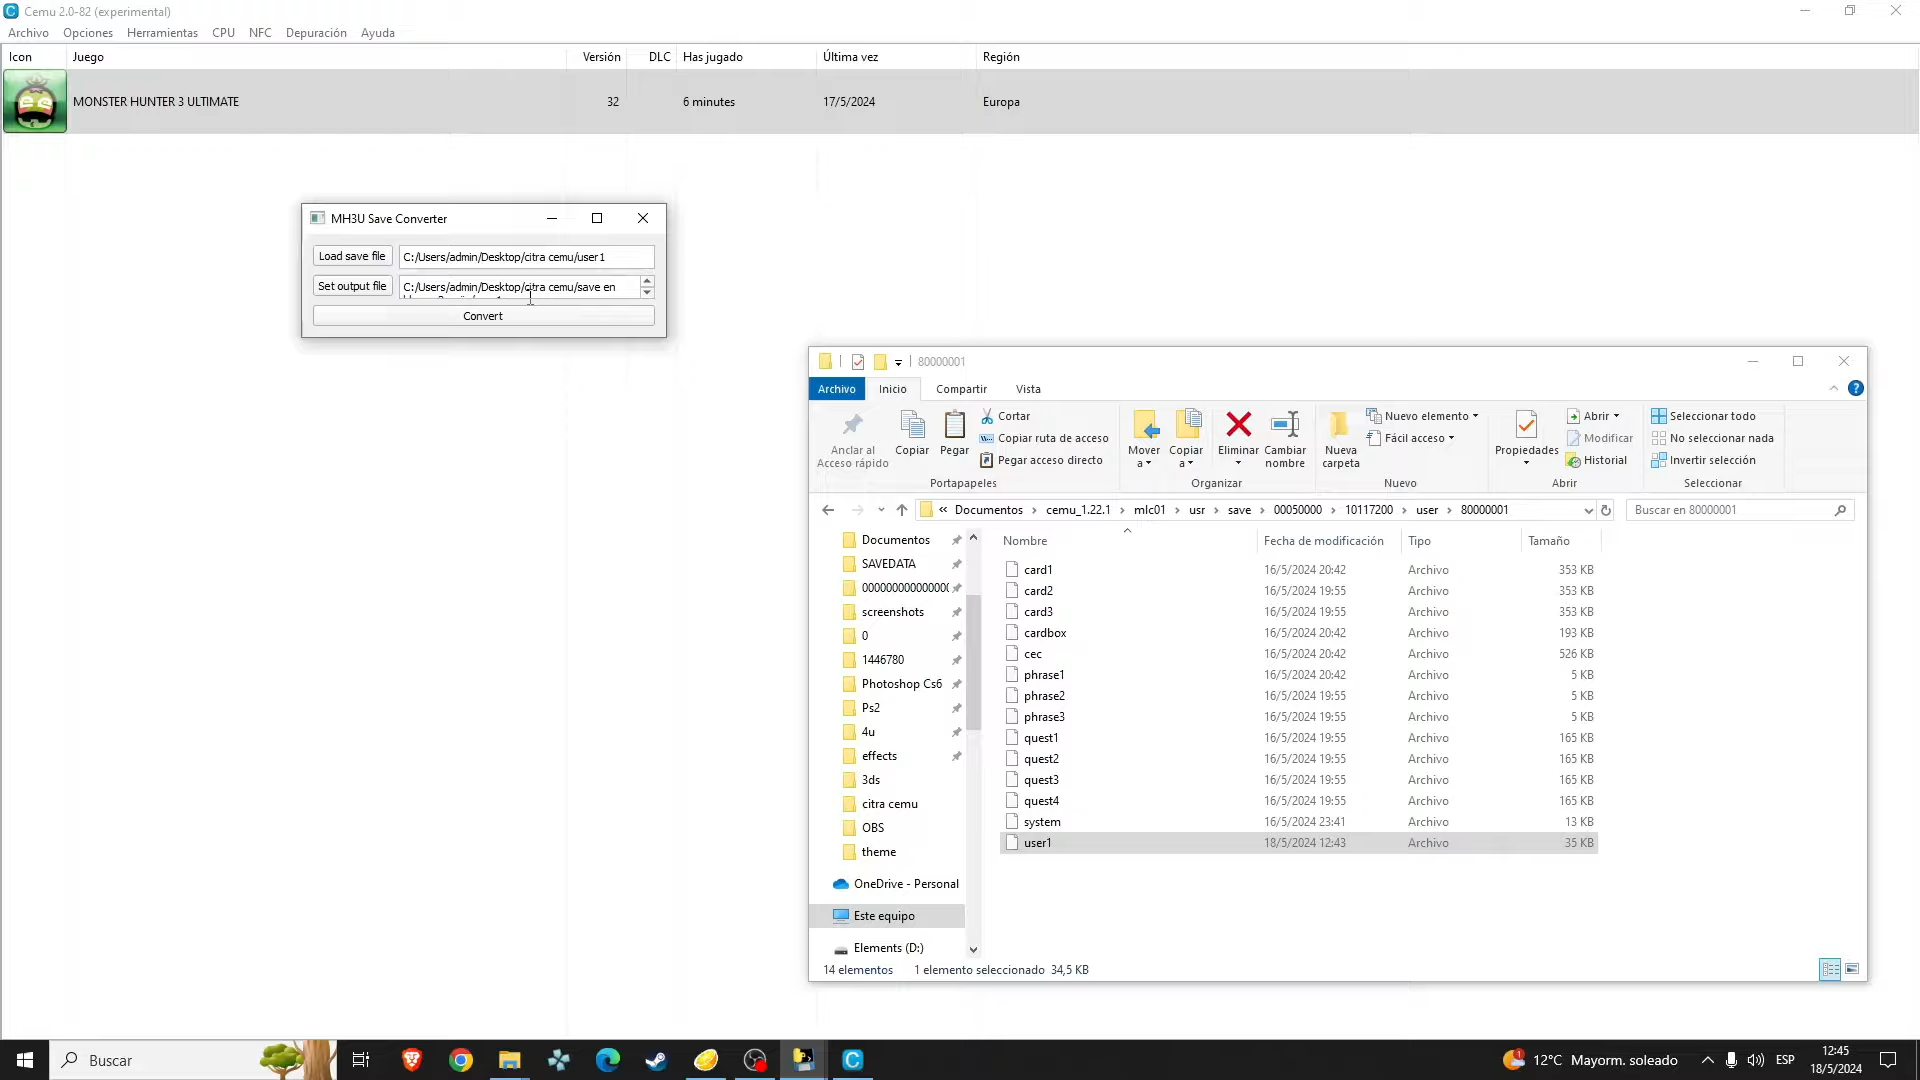 Cemu 2.0-82 (experimental)
Archivo Opciones Herramientas CPU NFC Depuración Ayuda
Icon Juego Versión DLC Has jugado Última vez Región
MONSTER HUNTER 3 ULTIMATE 32 6 minutes 17/5/2024 Europa
MH3U Save Converter
Load save file C:/Users/admin/Desktop/citra cemu/user1
Set output file C:/Users/admin/Desktop/citra cemu/save en
Convert
80000001
Archivo Inicio Compartir Vista
Anclar al
Acceso rápido
Copiar
Pegar
Cortar
Copiar ruta de acceso
Pegar acceso directo
Portapapeles
Mover
a
Copiar
a
Eliminar
Cambiar
nombre
Organizar
Nueva
carpeta
Nuevo elemento
Fácil acceso
Nuevo
Propiedades
Abrir
Modificar
Historial
Abrir
Seleccionar todo
No seleccionar nada
Invertir selección
Seleccionar
« Documentos › cemu_1.22.1 › mlc01 › usr › save › 00050000 › 10117200 › user › 80000001
Buscar en 80000001
Documentos
SAVEDATA
screenshots
0
1446780
Photoshop Cs6
Ps2
4u
effects
3ds
citra cemu
OBS
theme
OneDrive - Personal
Este equipo
Elements (D:)
Nombre Fecha de modificación Tipo Tamaño
card1 16/5/2024 20:42 Archivo 353 KB
card2 16/5/2024 19:55 Archivo 353 KB
card3 16/5/2024 19:55 Archivo 353 KB
cardbox 16/5/2024 20:42 Archivo 193 KB
cec 16/5/2024 20:42 Archivo 526 KB
phrase1 16/5/2024 20:42 Archivo 5 KB
phrase2 16/5/2024 19:55 Archivo 5 KB
phrase3 16/5/2024 19:55 Archivo 5 KB
quest1 16/5/2024 19:55 Archivo 165 KB
quest2 16/5/2024 19:55 Archivo 165 KB
quest3 16/5/2024 19:55 Archivo 165 KB
quest4 16/5/2024 19:55 Archivo 165 KB
system 16/5/2024 23:41 Archivo 13 KB
user1 18/5/2024 12:43 Archivo 35 KB
14 elementos 1 elemento seleccionado 34,5 KB
Buscar
1
12°C Mayorm. soleado
ESP
12:45
18/5/2024